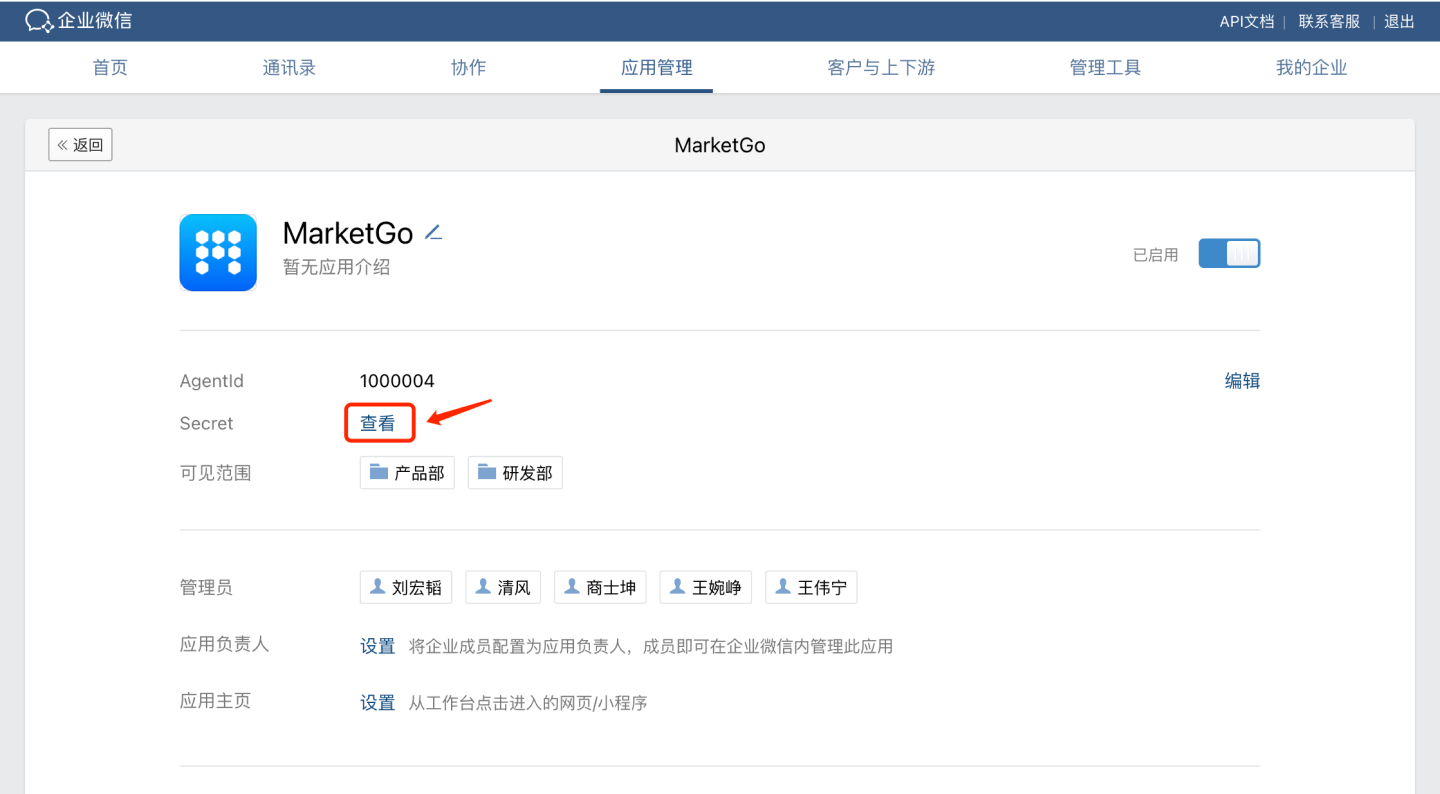 企业微信 API文档 | 联系客服 | 退出
首页 通讯录 协作 应用管理 客户与上下游 管理工具 我的企业
« 返回 MarketGo
MarketGo
暂无应用介绍
已启用
AgentId 1000004 编辑
Secret 查看
可见范围 产品部 研发部
管理员 刘宏韬 清风 商士坤 王婉峥 王伟宁
应用负责人 设置 将企业成员配置为应用负责人，成员即可在企业微信内管理此应用
应用主页 设置 从工作台点击进入的网页/小程序